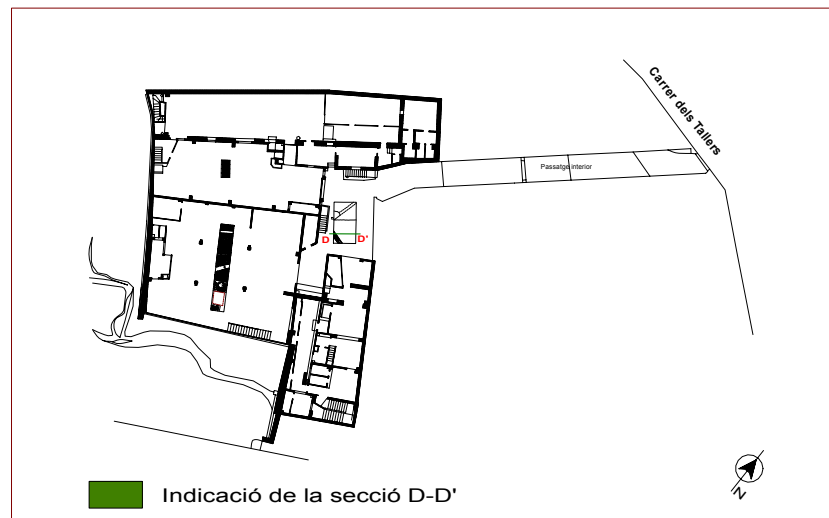 Carrer dels Tallers
Passatge interior
D D'
N
Indicació de la secció D-D'